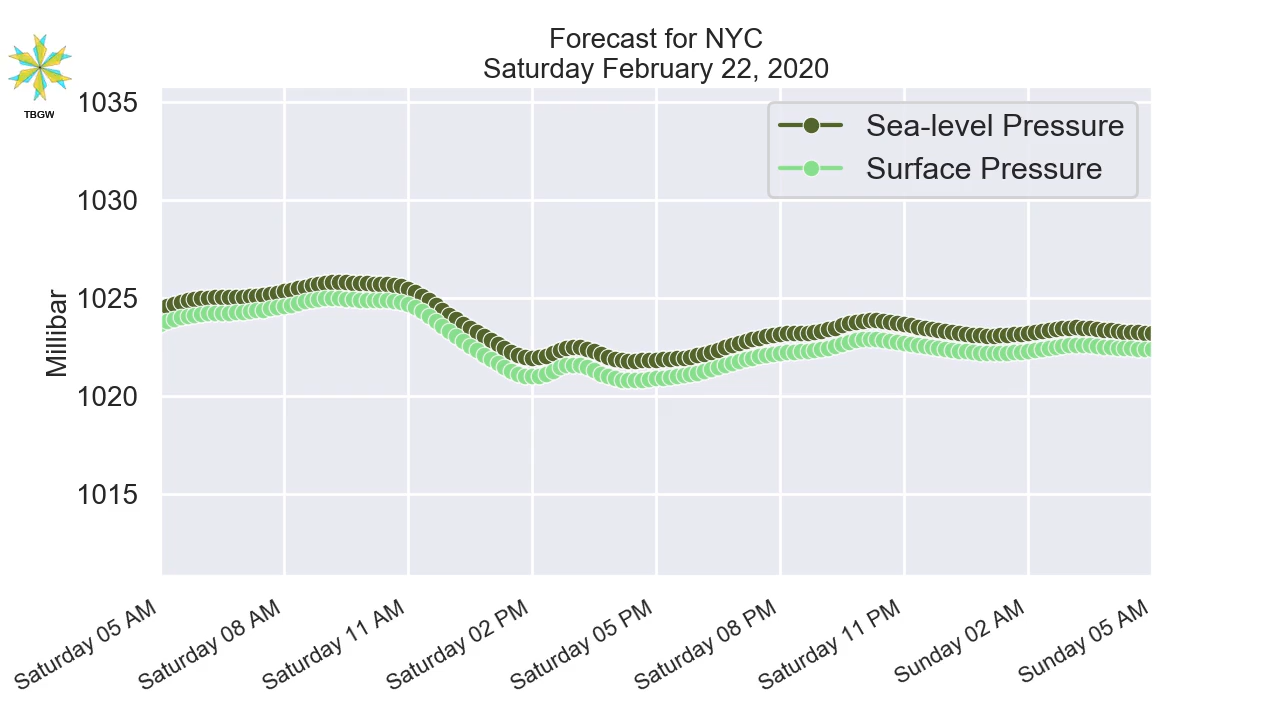 Forecast for NYC
Saturday February 22, 2020
TBGW
1035
1030
1025
1020
1015
Millibar
Sea-level Pressure
Surface Pressure
Saturday 05 AM
Saturday 08 AM
Saturday 11 AM
Saturday 02 PM
Saturday 05 PM
Saturday 08 PM
Saturday 11 PM
Sunday 02 AM
Sunday 05 AM